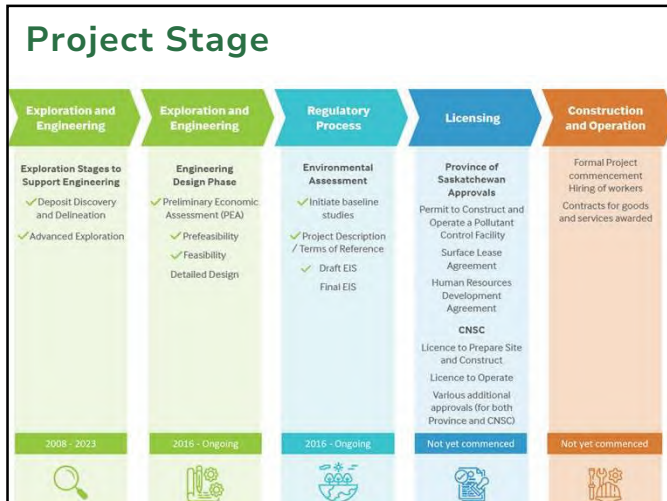 Project Stage
Exploration and
Engineering
Exploration Stages to
Support Engineering
✓Deposit Discovery
and Delineation
✓Advanced Exploration
2008 - 2023
Exploration and
Engineering
Engineering
Design Phase
✓Preliminary Economic
Assessment (PEA)
✓Prefeasibility
✓Feasibility
Detailed Design
2016 - Ongoing
Regulatory
Process
Environmental
Assessment
✓Initiate baseline
studies
✓Project Description
/ Terms of Reference
✓ Draft EIS
Final EIS
2016 - Ongoing
Licensing
Province of
Saskatchewan
Approvals
Permit to Construct and
Operate a Pollutant
Control Facility
Surface Lease
Agreement
Human Resources
Development
Agreement
CNSC
Licence to Prepare Site
and Construct
Licence to Operate
Various additional
approvals (for both
Province and CNSC)
Not yet commenced
Construction
and Operation
Formal Project
commencement
Hiring of workers
Contracts for goods
and services awarded
Not yet commenced